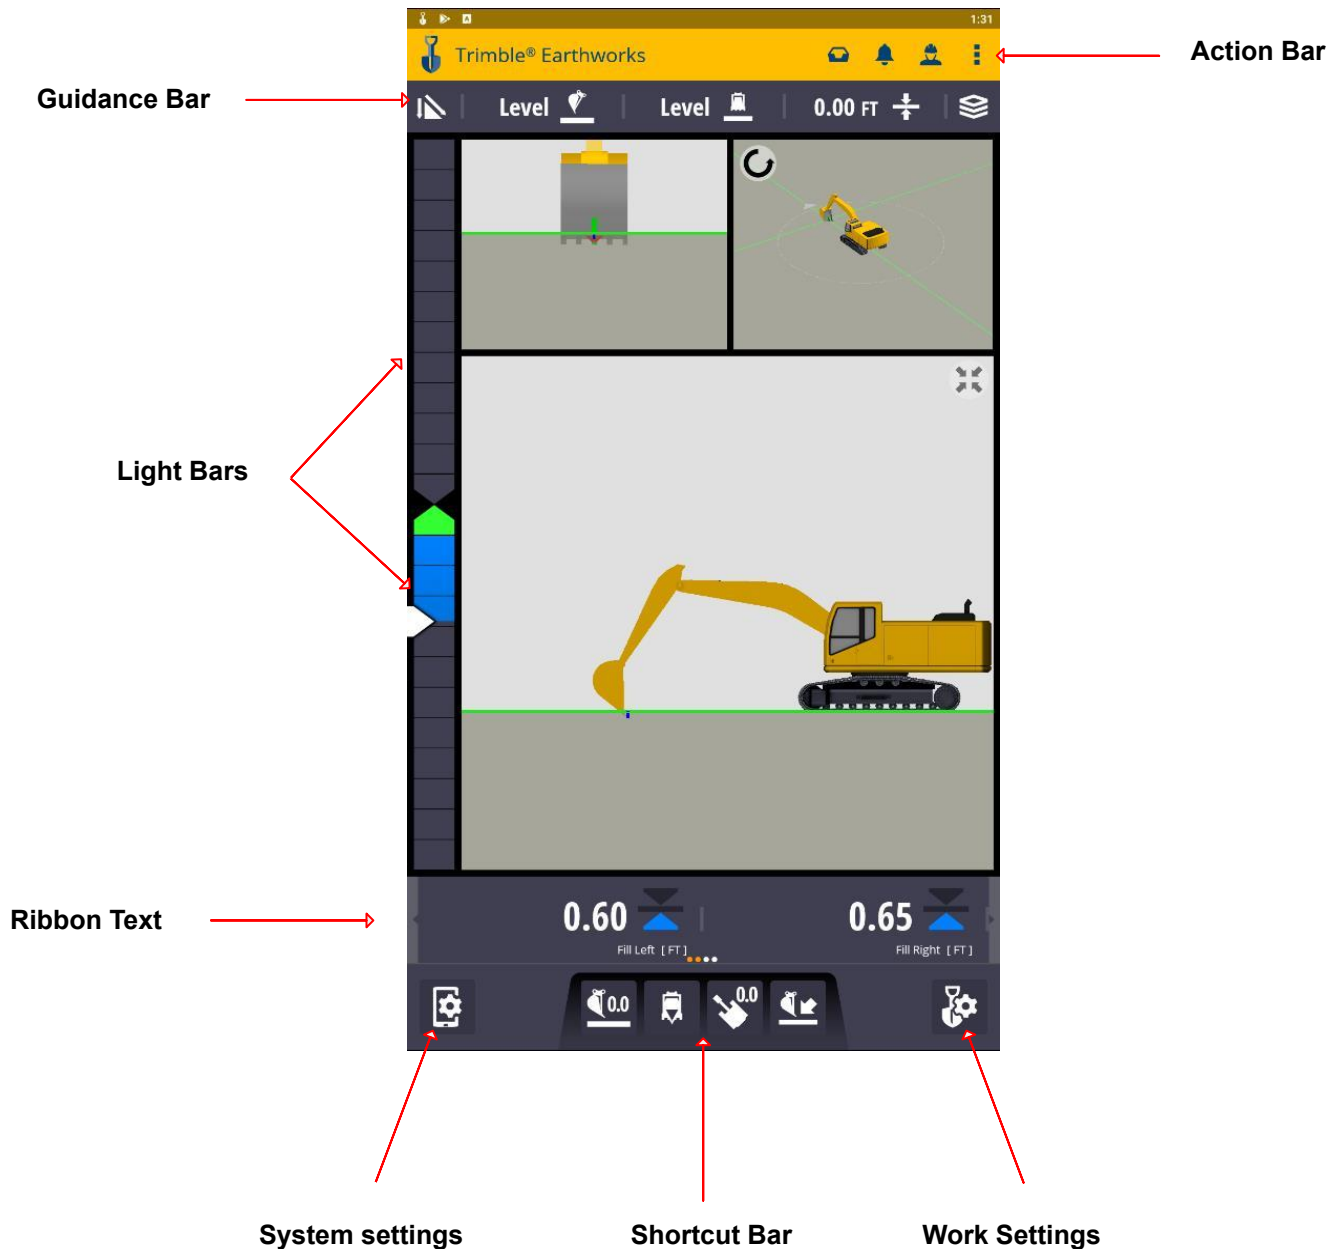 1:31
Trimble® Earthworks
Action Bar
Guidance Bar
Level
Level
0.00 FT
Light Bars
Ribbon Text
0.60
0.65
Fill Left [FT]
Fill Right [FT]
0.0
0.0
System settings
Shortcut Bar
Work Settings